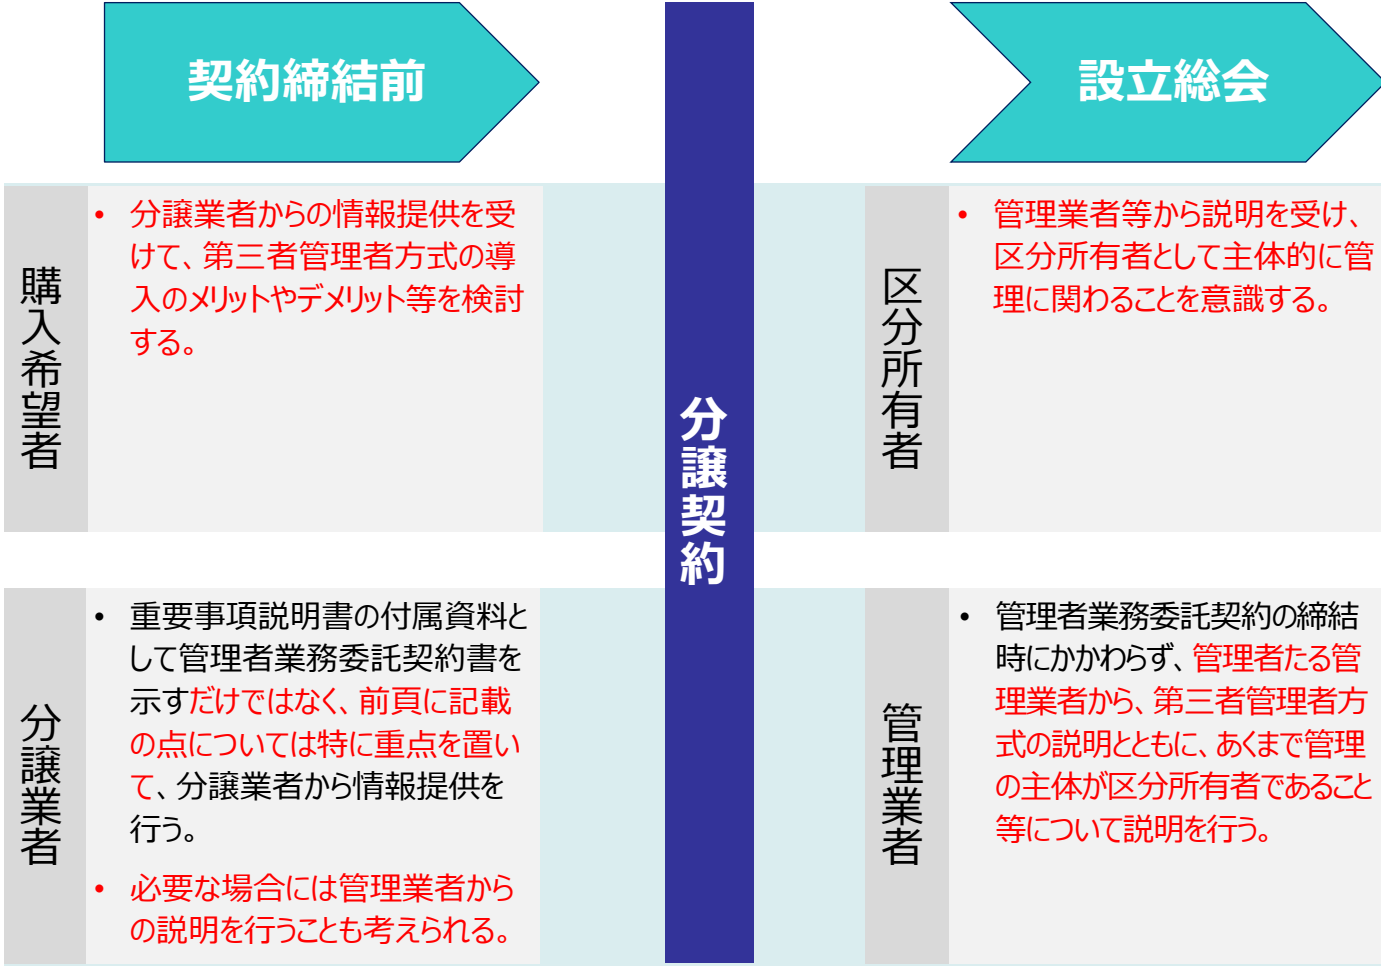 契約締結前
設立総会
購入希望者
• 分譲業者からの情報提供を受
けて、第三者管理者方式の導
入のメリットやデメリット等を検討
する。
分譲契約
区分所有者
• 管理業者等から説明を受け、
区分所有者として主体的に管
理に関わることを意識する。
分譲業者
• 重要事項説明書の付属資料と
して管理者業務委託契約書を
示すだけではなく、前頁に記載
の点については特に重点を置い
て、分譲業者から情報提供を
行う。
• 必要な場合には管理業者から
の説明を行うことも考えられる。
管理業者
• 管理者業務委託契約の締結
時にかかわらず、管理者たる管
理業者から、第三者管理者方
式の説明とともに、あくまで管理
の主体が区分所有者であること
等について説明を行う。